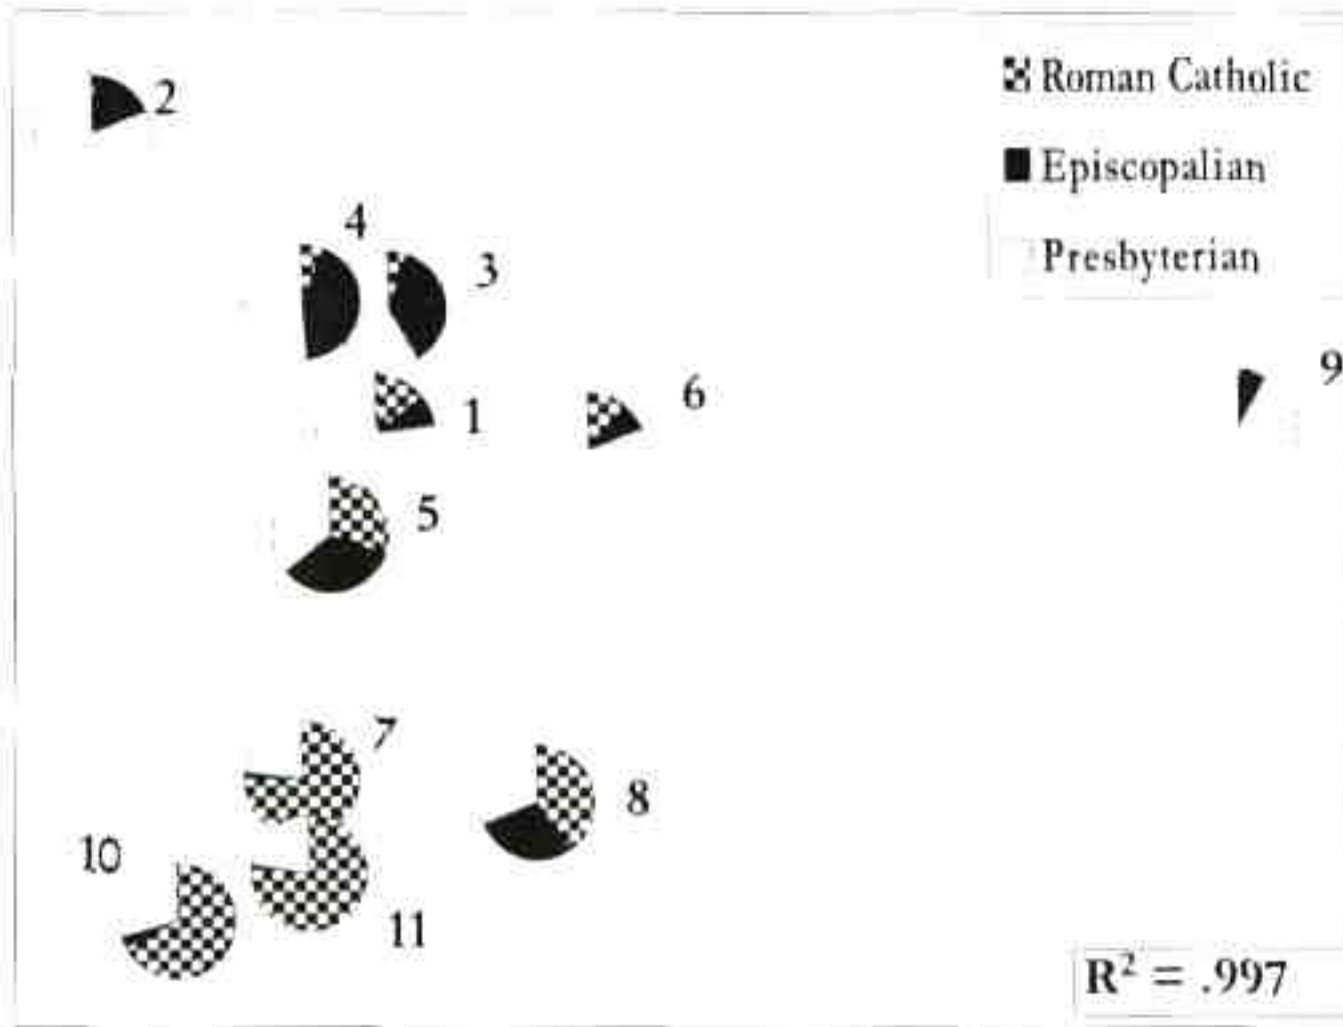 2
Roman Catholic
Episcopalian
Presbyterian
4
3
9
1
6
5
7
8
10
11
R² = .997